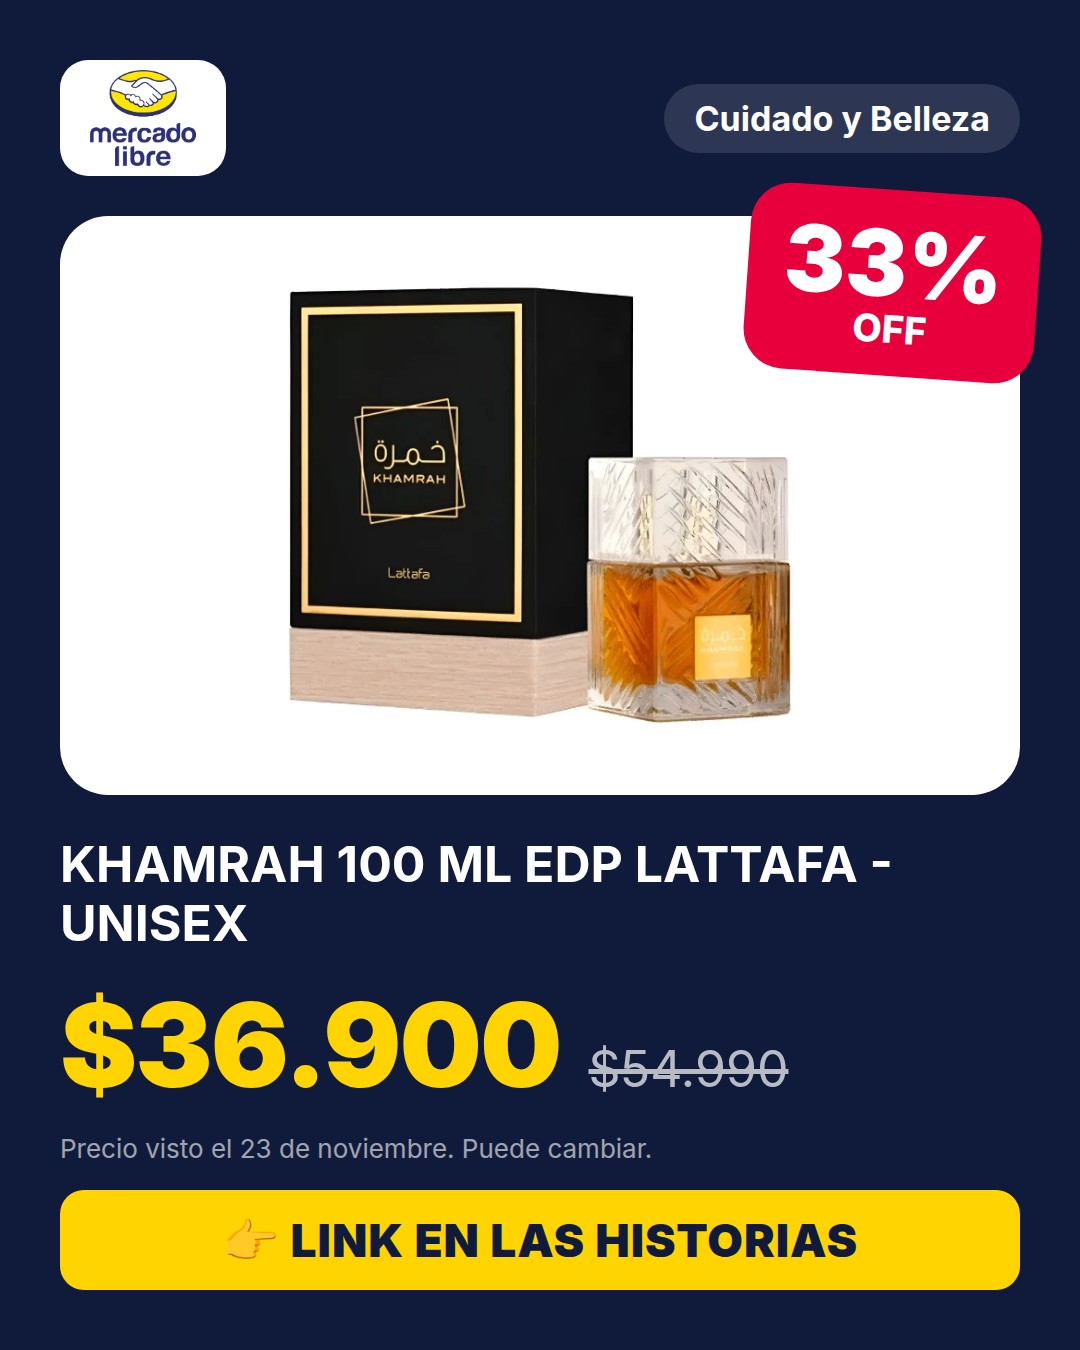 mercado
libre
Cuidado y Belleza
33%
OFF
خمرة
KHAMRAH
Lattafa
خمرة
KHAMRAH 100 ML EDP LATTAFA -
UNISEX
$36.900 $54.990
Precio visto el 23 de noviembre. Puede cambiar.
👉 LINK EN LAS HISTORIAS